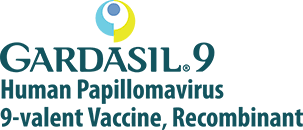 GARDASIL®9
Human Papillomavirus
9-valent Vaccine, Recombinant